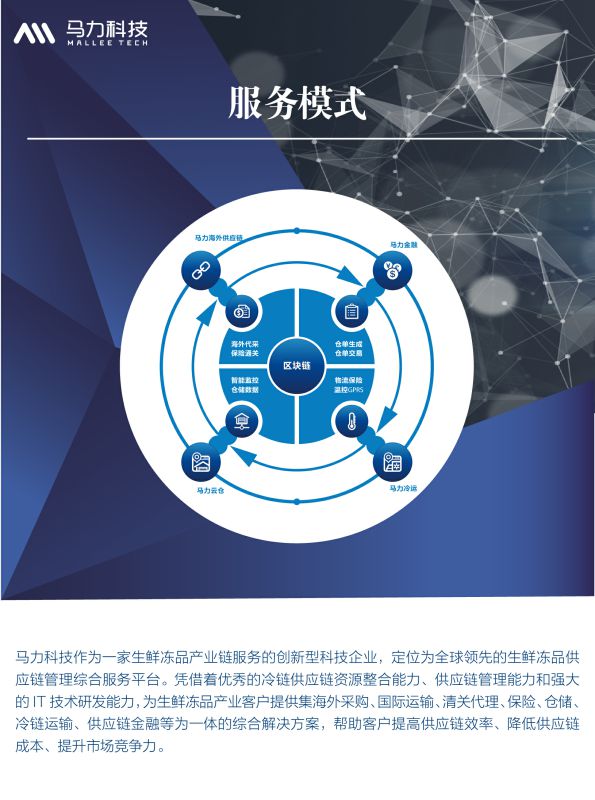 马力科技
MALLEE TECH
服务模式
马力海外供应链
马力金融
海外代采
保险通关
仓单生成
仓单交易
区块链
智能监控
仓储数据
物流保险
温控GPRS
马力云仓
马力冷运
马力科技作为一家生鲜冻品产业链服务的创新型科技企业，定位为全球领先的生鲜冻品供
应链管理综合服务平台。凭借着优秀的冷链供应链资源整合能力、供应链管理能力和强大
的 IT 技术研发能力，为生鲜冻品产业客户提供集海外采购、国际运输、清关代理、保险、仓储、
冷链运输、供应链金融等为一体的综合解决方案，帮助客户提高供应链效率、降低供应链
成本、提升市场竞争力。